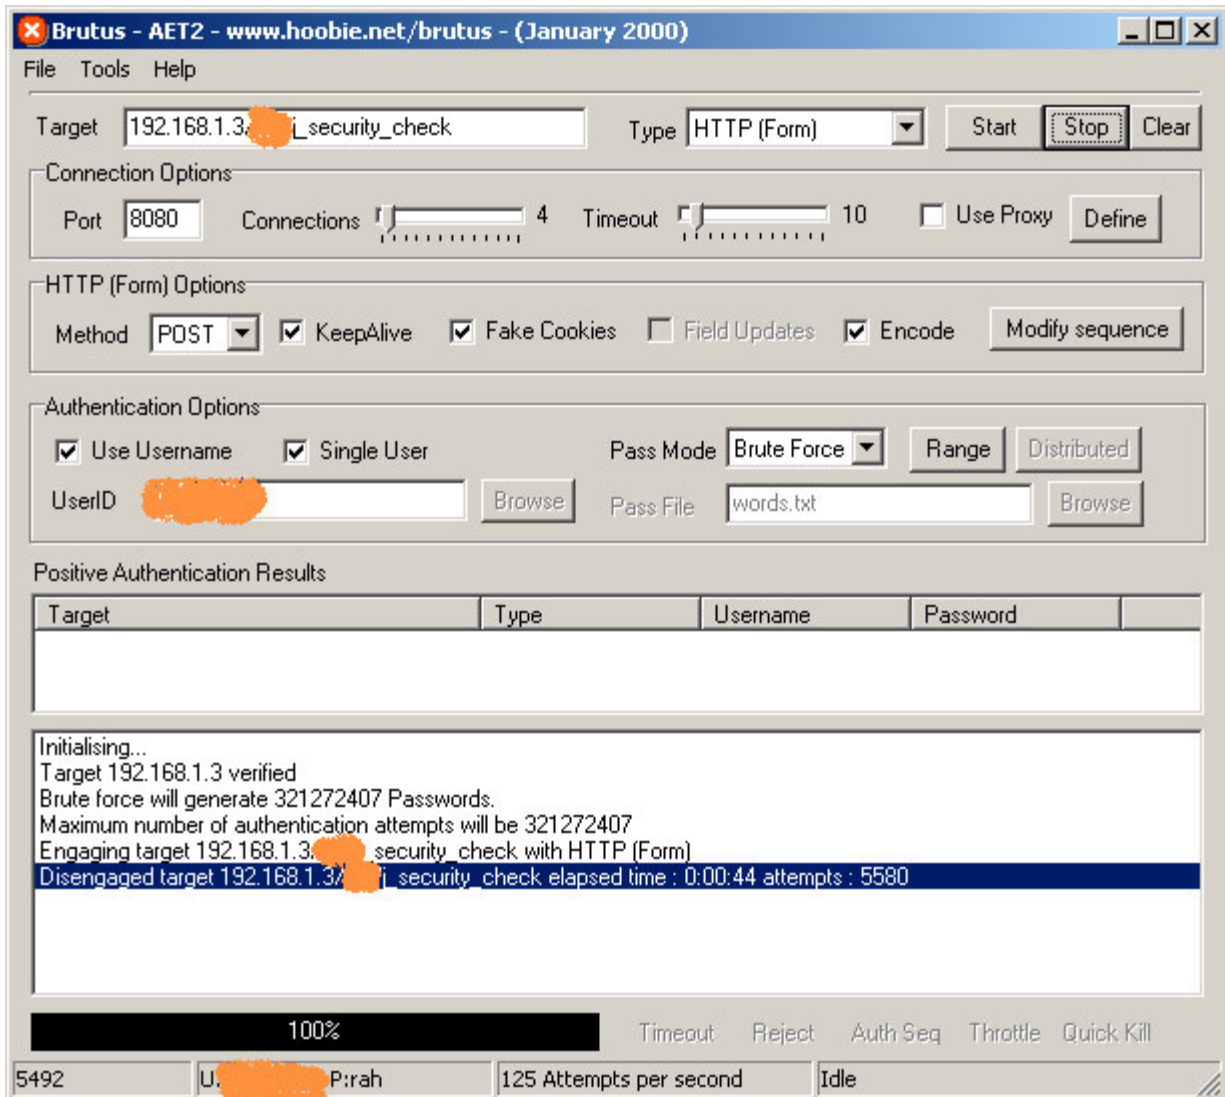 Brutus - AET2 - www.hoobie.net/brutus - (January 2000)
File Tools Help
Target 192.168.1.3 j_security_check Type HTTP (Form) Start Stop Clear
Connection Options
Port 8080 Connections 4 Timeout 10 Use Proxy Define
HTTP (Form) Options
Method POST KeepAlive Fake Cookies Field Updates Encode Modify sequence
Authentication Options
Use Username Single User Pass Mode Brute Force Range Distributed
UserID Browse Pass File words.txt Browse
Positive Authentication Results
Target Type Username Password
Initialising...
Target 192.168.1.3 verified
Brute force will generate 321272407 Passwords.
Maximum number of authentication attempts will be 321272407
Engaging target 192.168.1.3 _security_check with HTTP (Form)
Disengaged target 192.168.1.3/ j_security_check elapsed time : 0:00:44 attempts : 5580
100% Timeout Reject Auth Seq Throttle Quick Kill
5492 U: P:rah 125 Attempts per second Idle